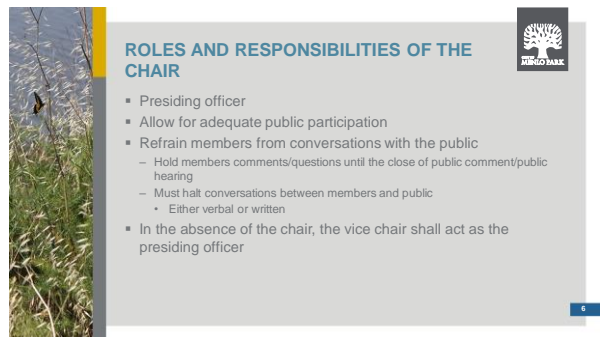 ROLES AND RESPONSIBILITIES OF THE
CHAIR
CITY OF
MENLO PARK
▪ Presiding officer
▪ Allow for adequate public participation
▪ Refrain members from conversations with the public
– Hold members comments/questions until the close of public comment/public
hearing
– Must halt conversations between members and public
• Either verbal or written
▪ In the absence of the chair, the vice chair shall act as the
presiding officer
6